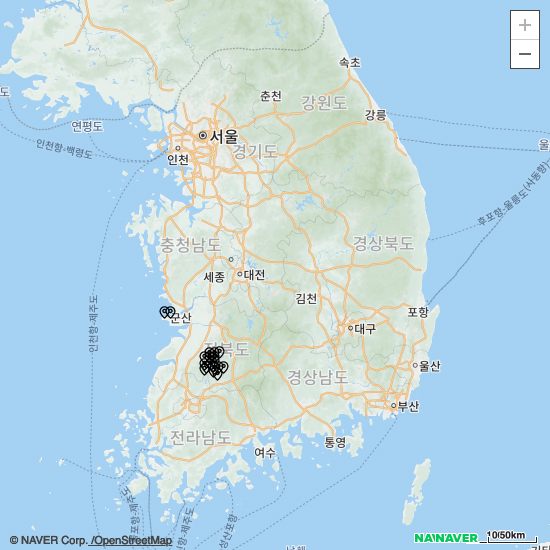 +
−
속초
춘천
강원도
연평도
강릉
서울
인천항-백령도
인천
경기도
울
후포항-울릉도(사동항)
충청남도
경상북도
세종
대전
김천
인천항-제주도
군산
포항
대구
전북도
울산
경상남도
부산
전라남도
여수
통영
© NAVER Corp. /OpenStreetMap
NAVER
10/50km